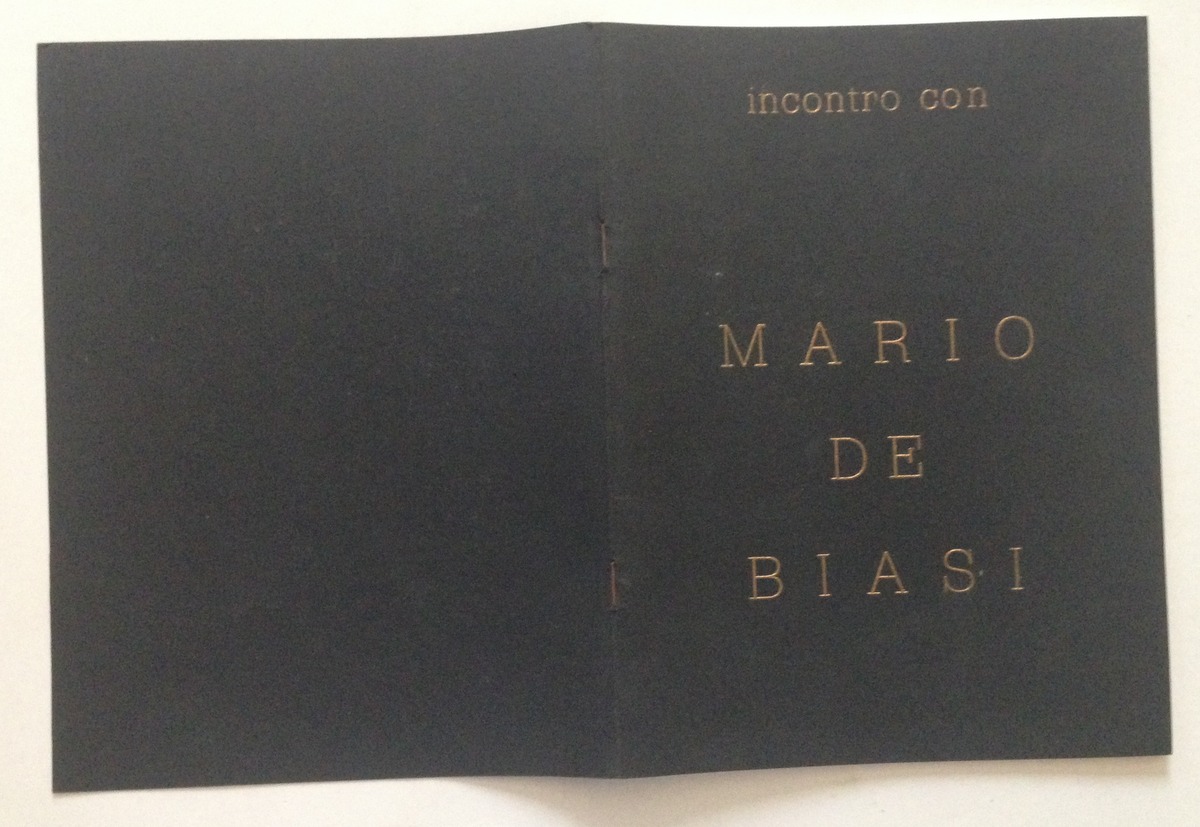 incontro con
MARIO
DE
BIASI